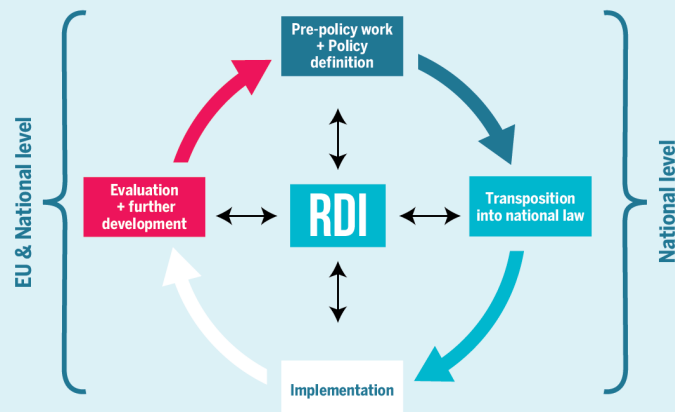 Pre-policy work
+ Policy
definition
EU & National level
Evaluation
+ further
development
RDI
Transposition
into national law
National level
Implementation